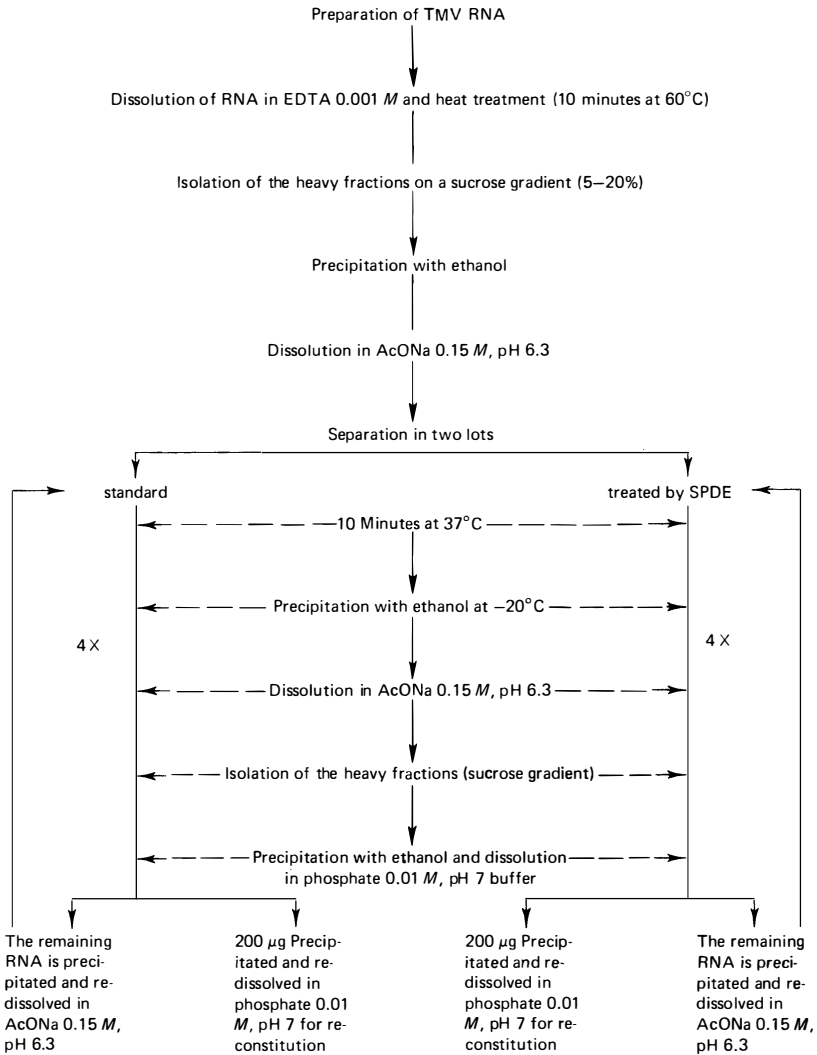 Preparation of TMV RNA
Dissolution of RNA in EDTA 0.001 M and heat treatment (10 minutes at 60°C)
Isolation of the heavy fractions on a sucrose gradient (5–20%)
Precipitation with ethanol
Dissolution in AcONa 0.15 M, pH 6.3
Separation in two lots
standard
treated by SPDE
10 Minutes at 37°C
Precipitation with ethanol at –20°C
4 X
4 X
Dissolution in AcONa 0.15 M, pH 6.3
Isolation of the heavy fractions (sucrose gradient)
Precipitation with ethanol and dissolution
in phosphate 0.01 M, pH 7 buffer
The remaining
RNA is preci-
pitated and re-
dissolved in
AcONa 0.15 M,
pH 6.3
200 μg Precip-
itated and re-
dissolved in
phosphate 0.01
M, pH 7 for re-
constitution
200 μg Precip-
itated and re-
dissolved in
phosphate 0.01
M, pH 7 for re-
constitution
The remaining
RNA is preci-
pitated and re-
dissolved in
AcONa 0.15 M,
pH 6.3